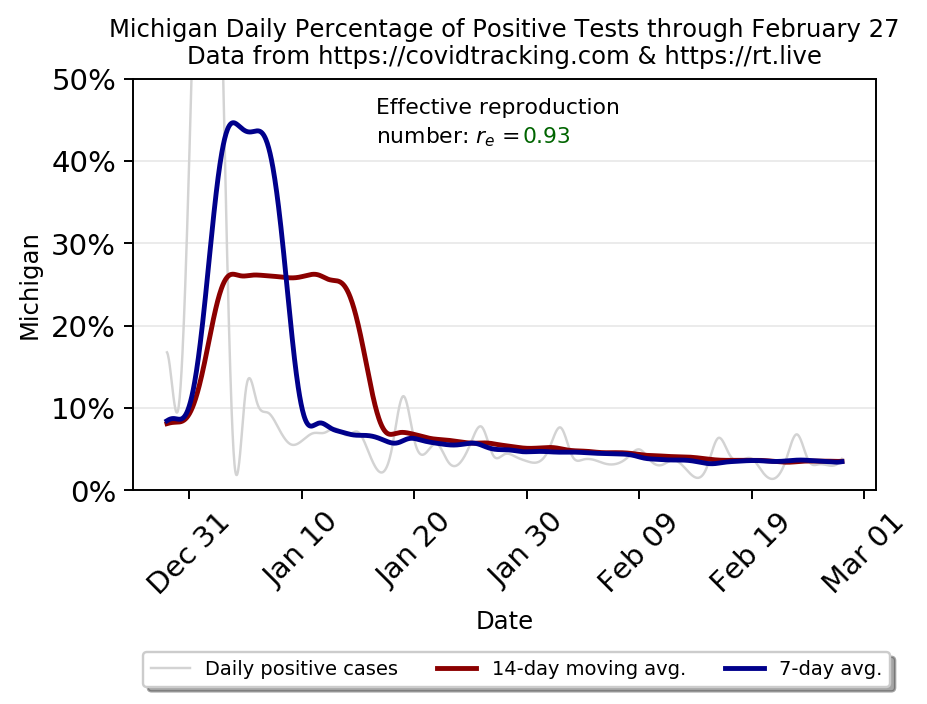 Michigan Daily Percentage of Positive Tests through February 27
Data from https://covidtracking.com & https://rt.live
50%
40%
30%
20%
10%
0%
Michigan
Effective reproduction
number: rₑ =0.93
Dec 31
Jan 10
Jan 20
Jan 30
Feb 09
Feb 19
Mar 01
Date
Daily positive cases
14-day moving avg.
7-day avg.